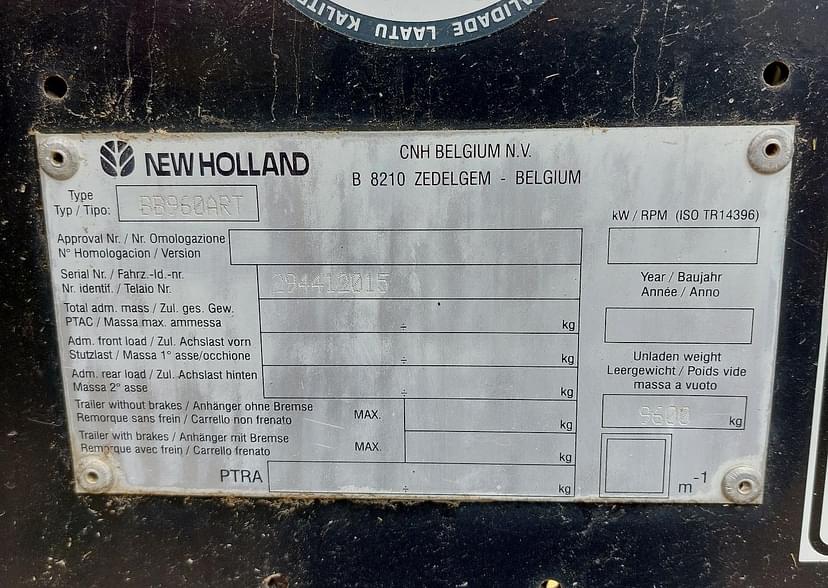 ALIDADE LAATU KALITE
NEW HOLLAND
CNH BELGIUM N.V.
B 8210 ZEDELGEM - BELGIUM
Type
Typ / Tipo:
BB960ART
kW / RPM (ISO TR14396)
Approval Nr. / Nr. Omologazione
N° Homologacion / Version
Serial Nr. / Fahrz.-Id.-nr.
Nr. identif. / Telaio Nr.
294412015
Year / Baujahr
Année / Anno
Total adm. mass / Zul. ges. Gew.
PTAC / Massa max. ammessa
÷ kg
Adm. front load / Zul. Achslast vorn
Stutzlast / Massa 1° asse/occhione
÷ kg
Unladen weight
Leergewicht / Poids vide
massa a vuoto
Adm. rear load / Zul. Achslast hinten
Massa 2° asse
÷ kg
9600 kg
Trailer without brakes / Anhänger ohne Bremse
Remorque sans frein / Carrello non frenato
MAX.
kg
Trailer with brakes / Anhänger mit Bremse
Remorque avec frein / Carrello frenato
MAX.
kg
PTRA
÷ kg
m-1